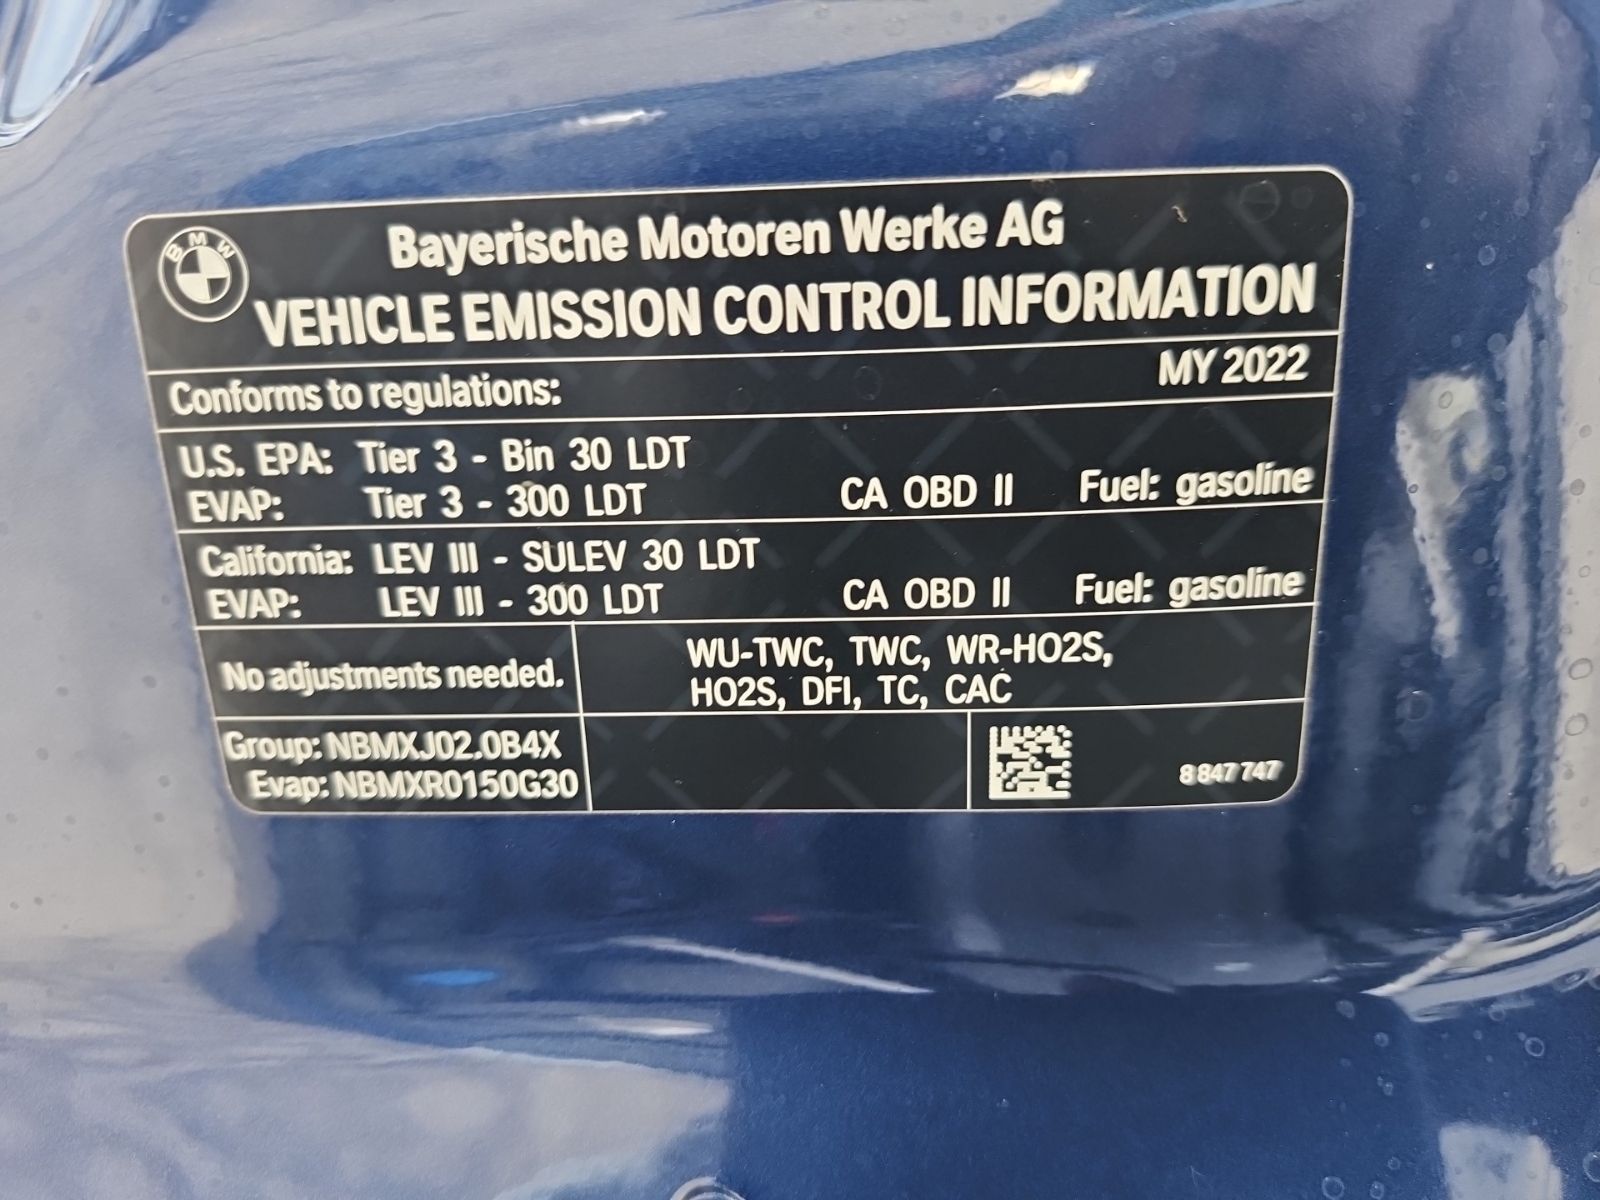 BMW
Bayerische Motoren Werke AG
VEHICLE EMISSION CONTROL INFORMATION
Conforms to regulations: MY 2022
U.S. EPA: Tier 3 - Bin 30 LDT
EVAP: Tier 3 - 300 LDT CA OBD II Fuel: gasoline
California: LEV III - SULEV 30 LDT
EVAP: LEV III - 300 LDT CA OBD II Fuel: gasoline
No adjustments needed.
WU-TWC, TWC, WR-HO2S,
HO2S, DFI, TC, CAC
Group: NBMXJ02.0B4X
Evap: NBMXR0150G30
8 847 747